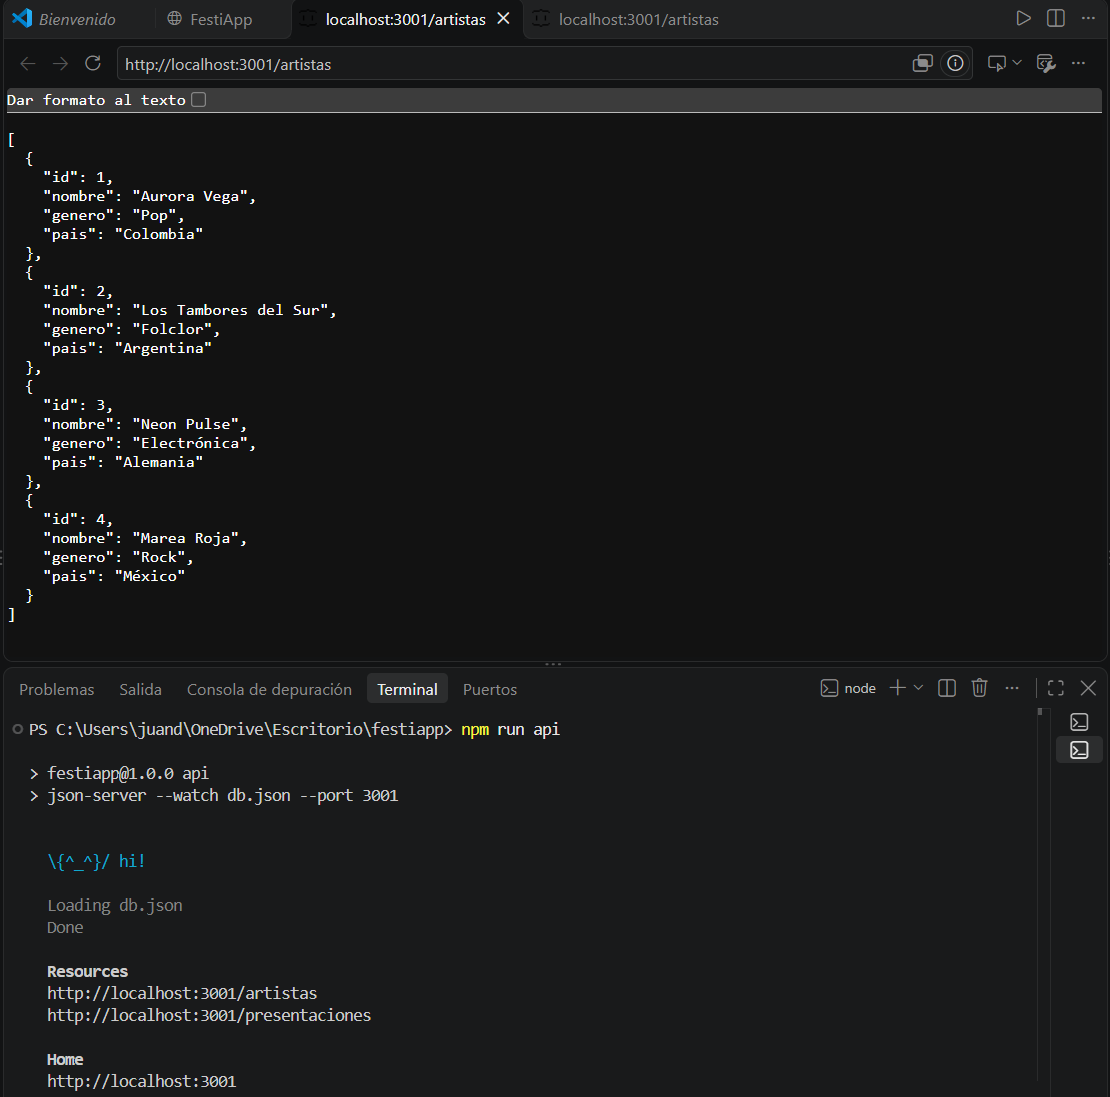 Bienvenido FestiApp localhost:3001/artistas localhost:3001/artistas
http://localhost:3001/artistas
Dar formato al texto
[
  {
    "id": 1,
    "nombre": "Aurora Vega",
    "genero": "Pop",
    "pais": "Colombia"
  },
  {
    "id": 2,
    "nombre": "Los Tambores del Sur",
    "genero": "Folclor",
    "pais": "Argentina"
  },
  {
    "id": 3,
    "nombre": "Neon Pulse",
    "genero": "Electrónica",
    "pais": "Alemania"
  },
  {
    "id": 4,
    "nombre": "Marea Roja",
    "genero": "Rock",
    "pais": "México"
  }
]
Problemas Salida Consola de depuración Terminal Puertos node
PS C:\Users\juand\OneDrive\Escritorio\festiapp> npm run api
> festiapp@1.0.0 api
> json-server --watch db.json --port 3001
\{^_^}/ hi!
Loading db.json
Done
Resources
http://localhost:3001/artistas
http://localhost:3001/presentaciones
Home
http://localhost:3001